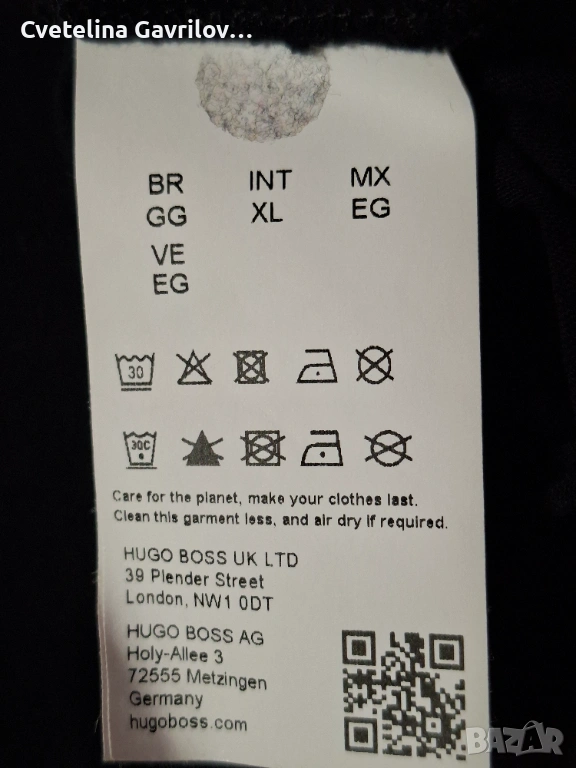 Cvetelina Gavrilov...
BR INT MX
GG XL EG
VE
EG
30
30C
Care for the planet, make your clothes last.
Clean this garment less, and air dry if required.
HUGO BOSS UK LTD
39 Plender Street
London, NW1 0DT
HUGO BOSS AG
Holy-Allee 3
72555 Metzingen
Germany
hugoboss.com
BAZAR